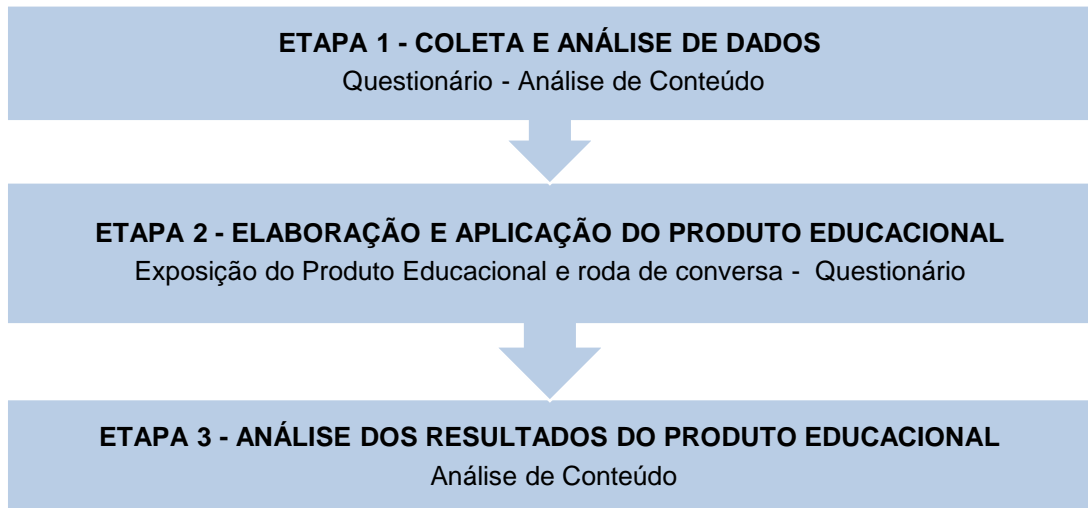 ETAPA 1 - COLETA E ANÁLISE DE DADOS
Questionário - Análise de Conteúdo
ETAPA 2 - ELABORAÇÃO E APLICAÇÃO DO PRODUTO EDUCACIONAL
Exposição do Produto Educacional e roda de conversa - Questionário
ETAPA 3 - ANÁLISE DOS RESULTADOS DO PRODUTO EDUCACIONAL
Análise de Conteúdo